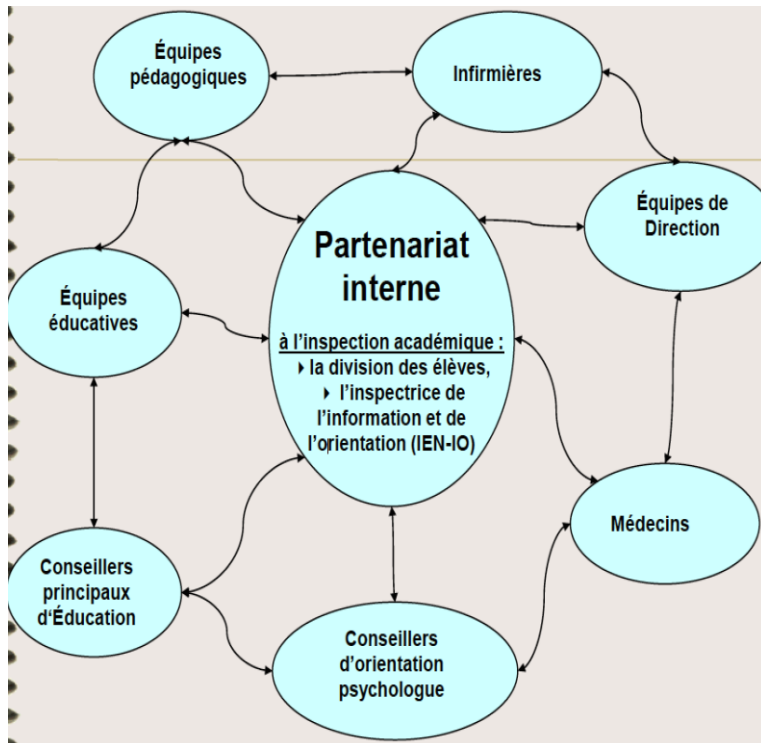 Équipes
pédagogiques
Infirmières
Équipes de
Direction
Partenariat
interne
à l'inspection académique :
la division des élèves,
l'inspectrice de
l'information et de
l'orientation (IEN-IO)
Équipes
éducatives
Médecins
Conseillers
principaux
d'Éducation
Conseillers
d'orientation
psychologue